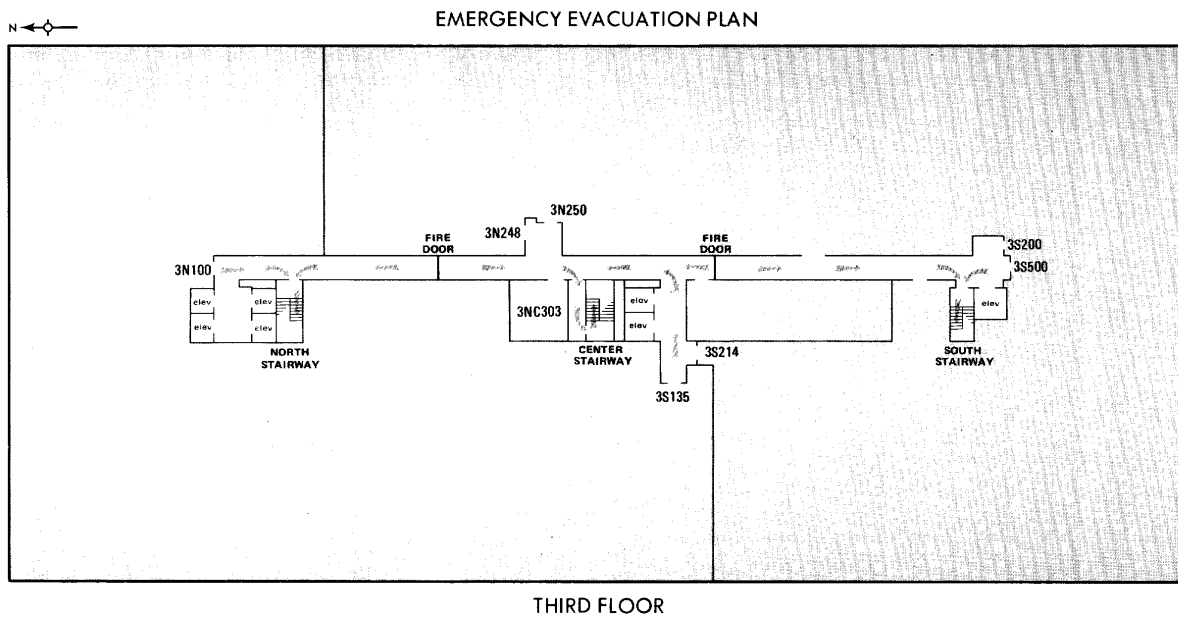 EMERGENCY EVACUATION PLAN
N
3N250
3N248
FIRE
DOOR
FIRE
DOOR
3S200
3N100
3S500
elev
elev
elev
elev
elev
elev
elev
3NC303
NORTH
STAIRWAY
CENTER
STAIRWAY
3S214
SOUTH
STAIRWAY
3S135
THIRD FLOOR